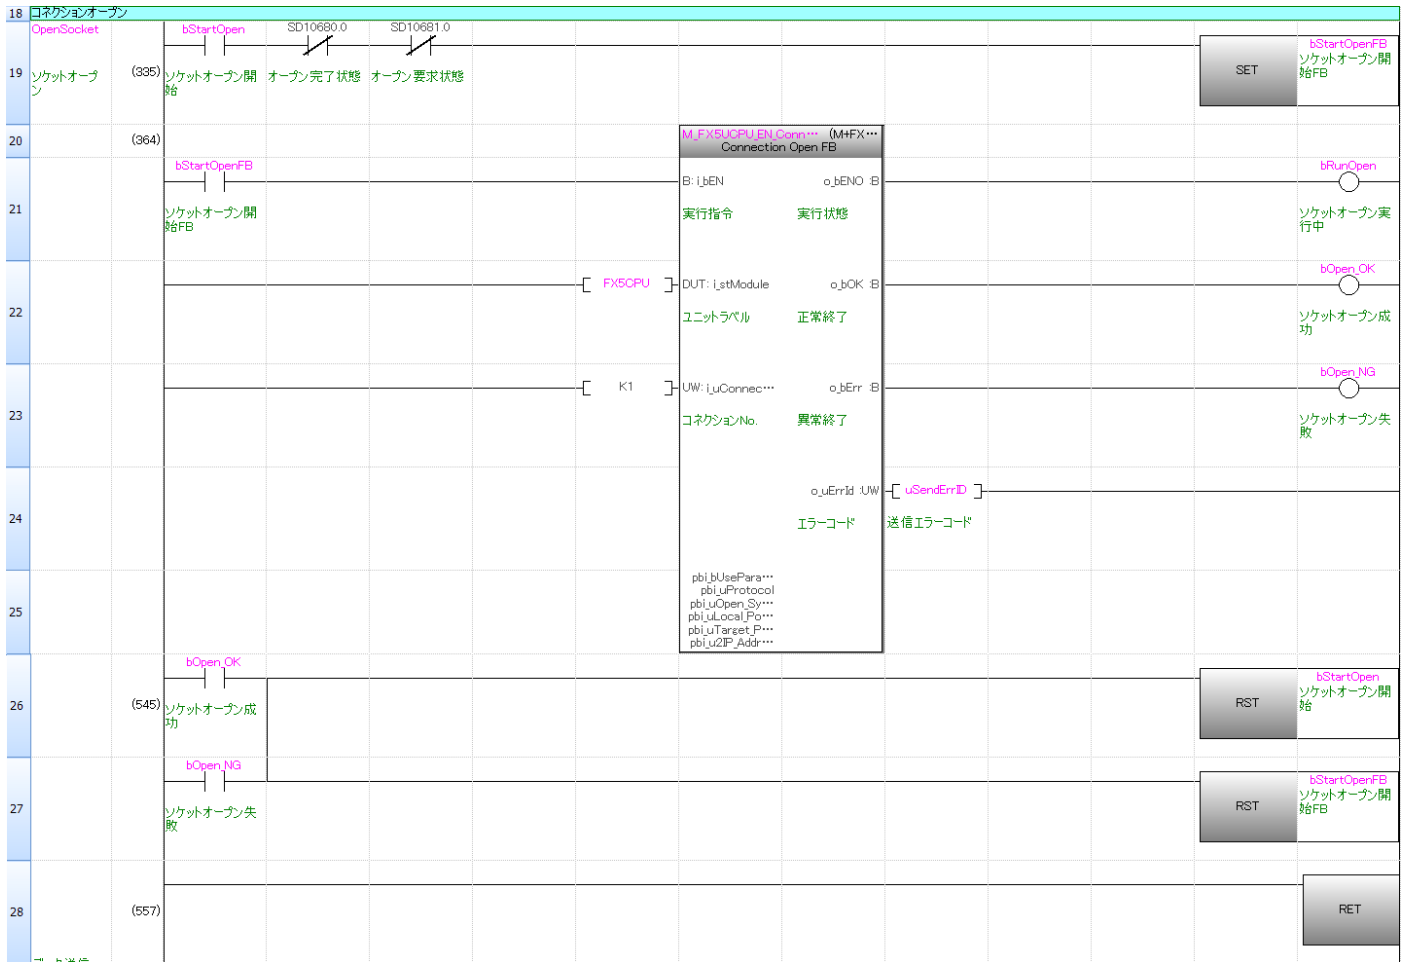 18 コネクションオープン
OpenSocket
bStartOpen
SD10680.0
SD10681.0
bStartOpenFB
19
ソケットオープ
ン
(335)
ソケットオープン開
始
オープン完了状態
オープン要求状態
SET
ソケットオープン開
始FB
20
(364)
M_FX5UCPU_EN_Conn… (M+FX…
Connection Open FB
21
bStartOpenFB
ソケットオープン開
始FB
B: i_bEN
o_bENO :B
実行指令
実行状態
bRunOpen
ソケットオープン実
行中
22
FX5CPU
DUT: i_stModule
o_bOK :B
ユニットラベル
正常終了
bOpen_OK
ソケットオープン成
功
23
K1
UW: i_uConnec…
o_bErr :B
コネクションNo.
異常終了
bOpen_NG
ソケットオープン失
敗
24
o_uErrId :UW
uSendErrID
エラーコード
送信エラーコード
25
pbi_bUsePara…
pbi_uProtocol
pbi_uOpen_Sy…
pbi_uLocal_Po…
pbi_uTarget_P…
pbi_u2IP_Addr…
26
(545)
bOpen_OK
ソケットオープン成
功
RST
bStartOpen
ソケットオープン開
始
27
bOpen_NG
ソケットオープン失
敗
RST
bStartOpenFB
ソケットオープン開
始FB
28
(557)
RET